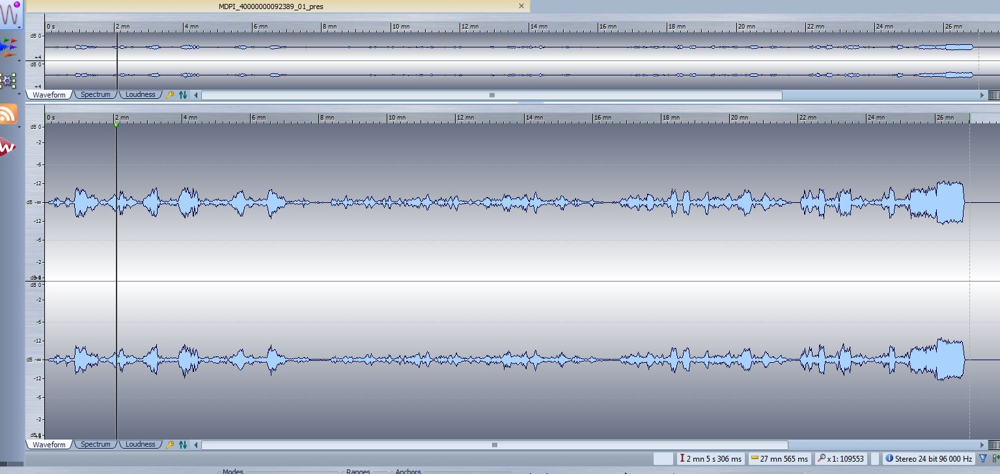 MDPI_40000000092389_01_pres ×
0 s 2 mn 4 mn 6 mn 8 mn 10 mn 12 mn 14 mn 16 mn 18 mn 20 mn 22 mn 24 mn 26 mn
dB 0
+4
dB 0
+4
Waveform Spectrum Loudness
0 s 2 mn 4 mn 6 mn 8 mn 10 mn 12 mn 14 mn 16 mn 18 mn 20 mn 22 mn 24 mn 26 mn
dB 0
-2
-6
-12
dB -∞
-12
-6
-2
dB 0
-2
-6
-12
dB -∞
-12
-6
-2
Waveform Spectrum Loudness
2 mn 5 s 306 ms 27 mn 565 ms x 1: 109553 Stereo 24 bit 96 000 Hz
Modes Ranges Anchors